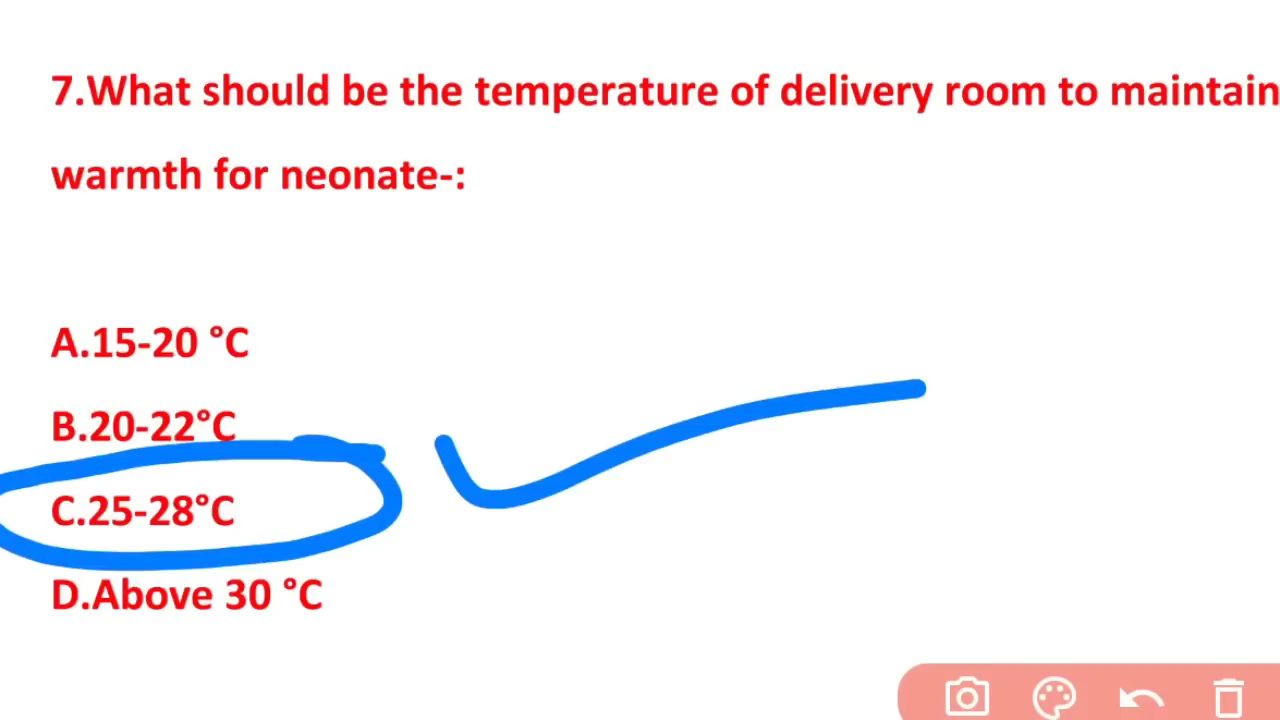 7.What should be the temperature of delivery room to maintain
warmth for neonate-:
A.15-20 °C
B.20-22°C
C.25-28°C
D.Above 30 °C